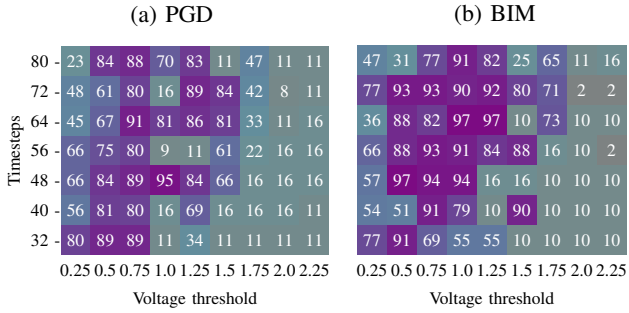 (a) PGD (b) BIM
80 - 23 84 88 70 83 11 47 11 11 47 31 77 91 82 25 65 11 16
72 - 48 61 80 16 89 84 42 8 11 77 93 93 90 92 80 71 2 2
64 - 45 67 91 81 86 81 33 11 16 36 88 82 97 97 10 73 10 10
56 - 66 75 80 9 11 61 22 16 16 66 88 93 91 84 88 16 10 2
48 - 66 84 89 95 84 66 16 16 16 57 97 94 94 16 16 10 10 10
40 - 56 81 80 16 69 16 16 16 11 54 51 91 79 10 90 10 10 10
32 - 80 89 89 11 34 11 11 11 11 77 91 69 55 55 10 10 10 10
Timesteps
0.25 0.5 0.75 1.0 1.25 1.5 1.75 2.0 2.25 0.25 0.5 0.75 1.0 1.25 1.5 1.75 2.0 2.25
Voltage threshold Voltage threshold